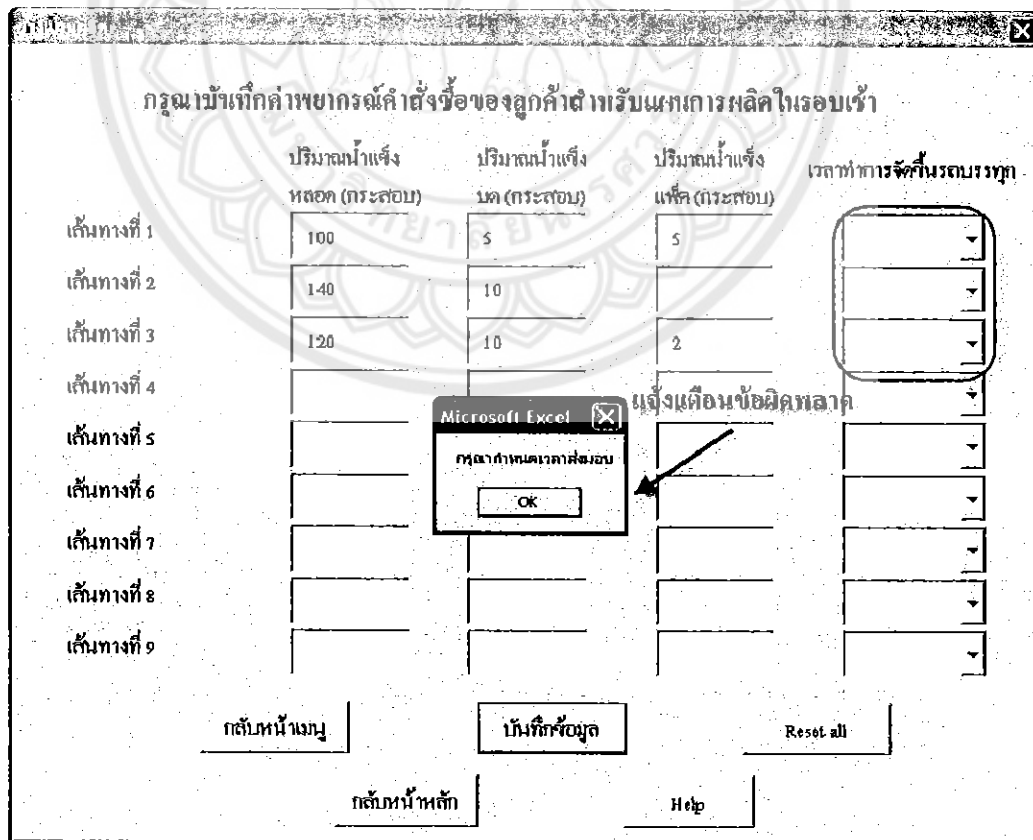 กรุณาบันทึกค่าพยากรณ์คำสั่งซื้อของลูกค้าสำหรับแผนการผลิตในรอบเช้า
ปริมาณน้ำแข็ง หลอด (กระสอบ)
ปริมาณน้ำแข็ง บด (กระสอบ)
ปริมาณน้ำแข็ง แพ็ค (กระสอบ)
เวลาทำการจัดขึ้นรถบรรทุก
เส้นทางที่ 1 100 5 5
เส้นทางที่ 2 140 10
เส้นทางที่ 3 120 10 2
เส้นทางที่ 4
แจ้งเตือนข้อผิดพลาด
Microsoft Excel
กรุณากำหนดเวลาส่งมอบ
OK
เส้นทางที่ 5
เส้นทางที่ 6
เส้นทางที่ 7
เส้นทางที่ 8
เส้นทางที่ 9
กลับหน้าเมนู
บันทึกข้อมูล
Reset all
กลับหน้าหลัก
Help